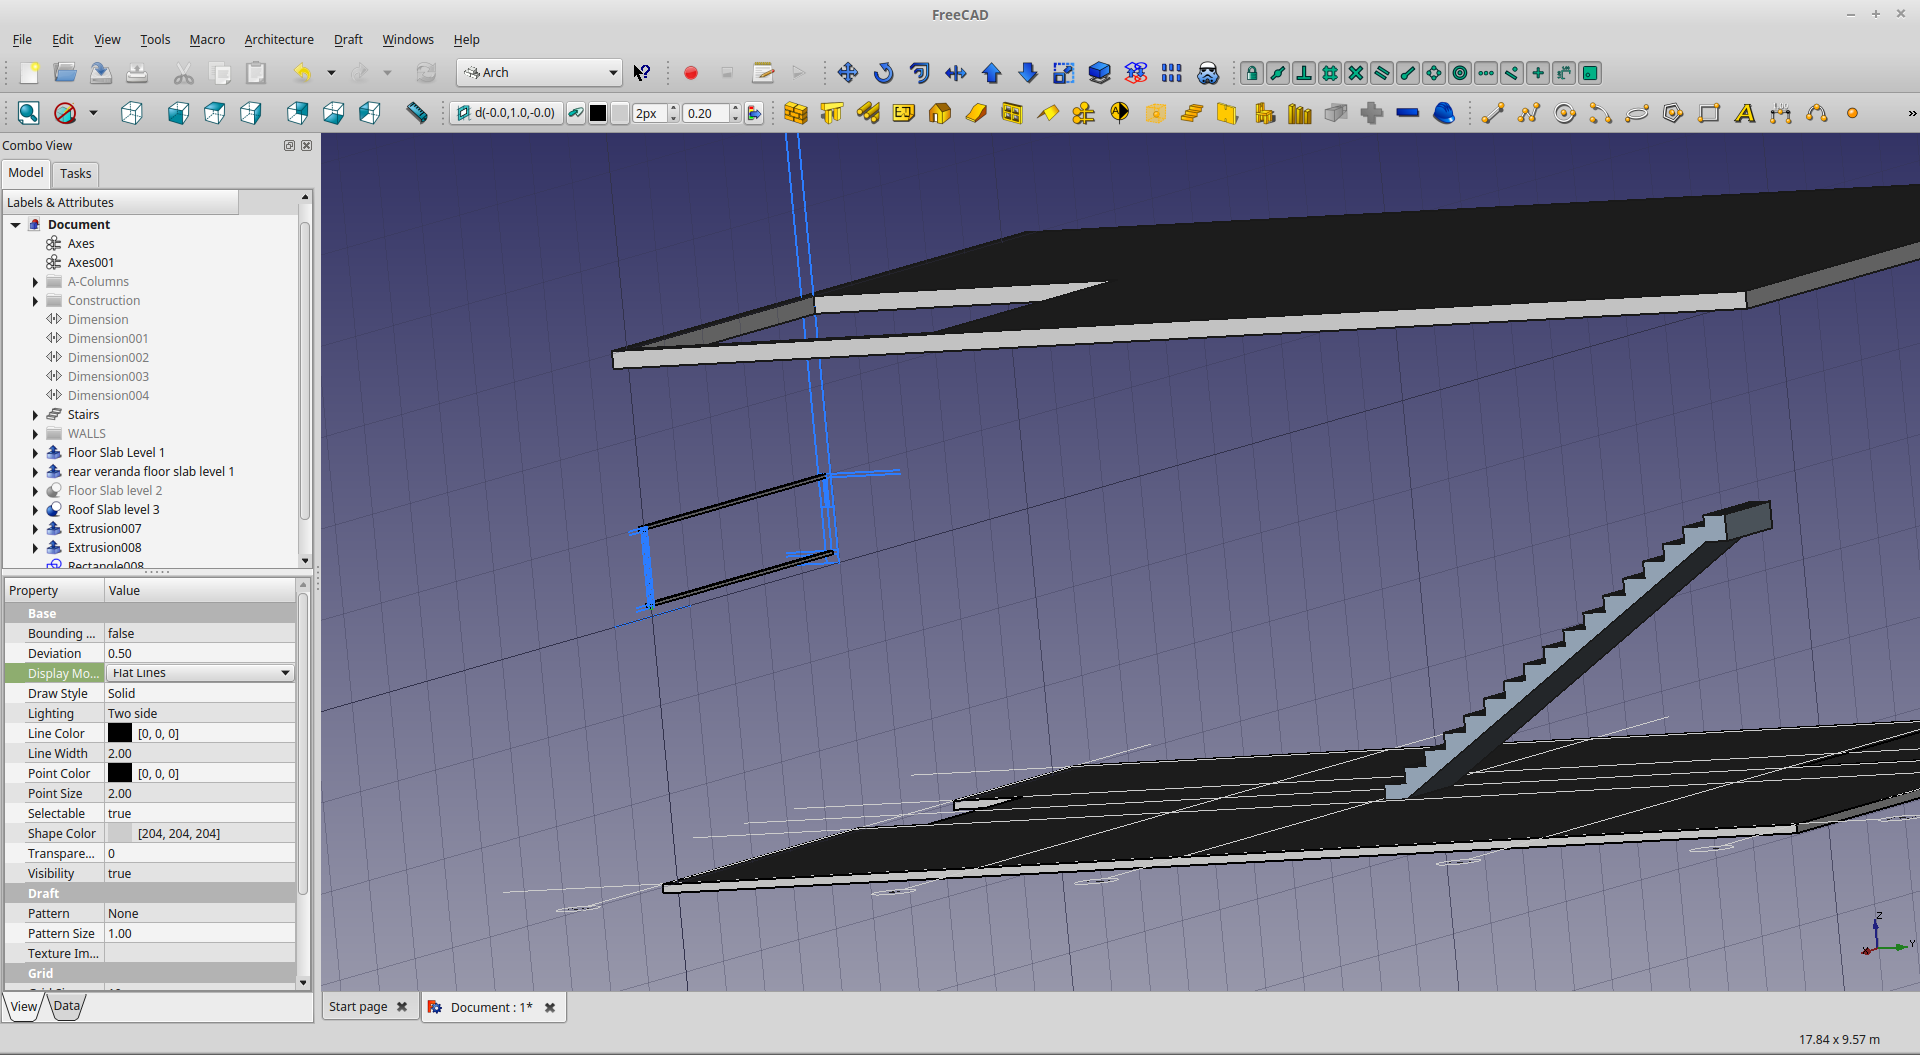 FreeCAD
File Edit View Tools Macro Architecture Draft Windows Help
Arch
d(-0.0,1.0,-0.0) 2px 0.20
Combo View
Model Tasks
Labels & Attributes
Document
Axes
Axes001
A-Columns
Construction
Dimension
Dimension001
Dimension002
Dimension003
Dimension004
Stairs
WALLS
Floor Slab Level 1
rear veranda floor slab level 1
Floor Slab level 2
Roof Slab level 3
Extrusion007
Extrusion008
Rectangle008
Property Value
Base
Bounding ... false
Deviation 0.50
Display Mo... Flat Lines
Draw Style Solid
Lighting Two side
Line Color [0, 0, 0]
Line Width 2.00
Point Color [0, 0, 0]
Point Size 2.00
Selectable true
Shape Color [204, 204, 204]
Transpare... 0
Visibility true
Draft
Pattern None
Pattern Size 1.00
Texture Im...
Grid
View Data
Start page Document : 1*
Z
Y
17.84 x 9.57 m